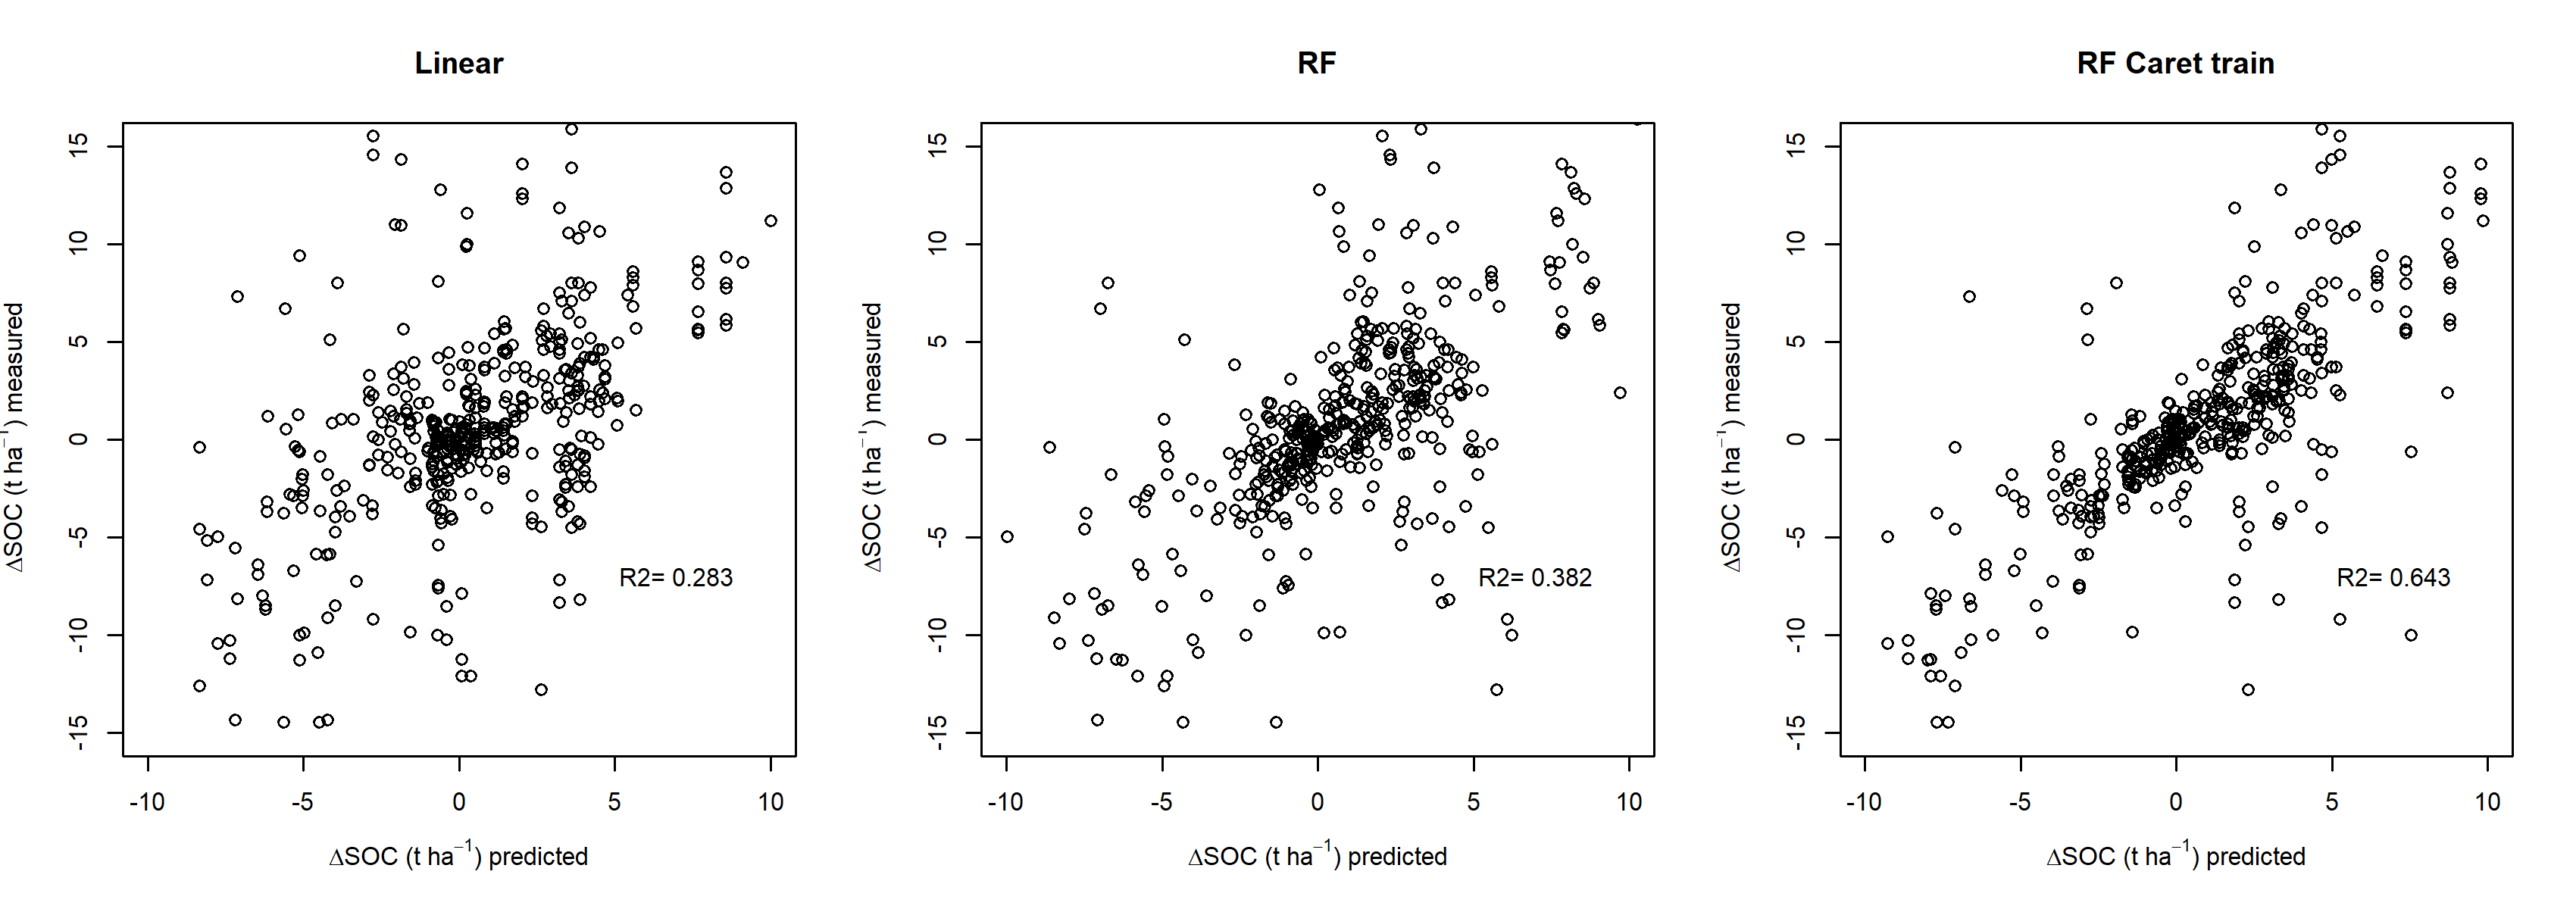 Linear
ΔSOC (t ha⁻¹) measured
15
10
5
0
-5
-10
-15
R2= 0.283
-10 -5 0 5 10
ΔSOC (t ha⁻¹) predicted
RF
ΔSOC (t ha⁻¹) measured
15
10
5
0
-5
-10
-15
R2= 0.382
-10 -5 0 5 10
ΔSOC (t ha⁻¹) predicted
RF Caret train
ΔSOC (t ha⁻¹) measured
15
10
5
0
-5
-10
-15
R2= 0.643
-10 -5 0 5 10
ΔSOC (t ha⁻¹) predicted